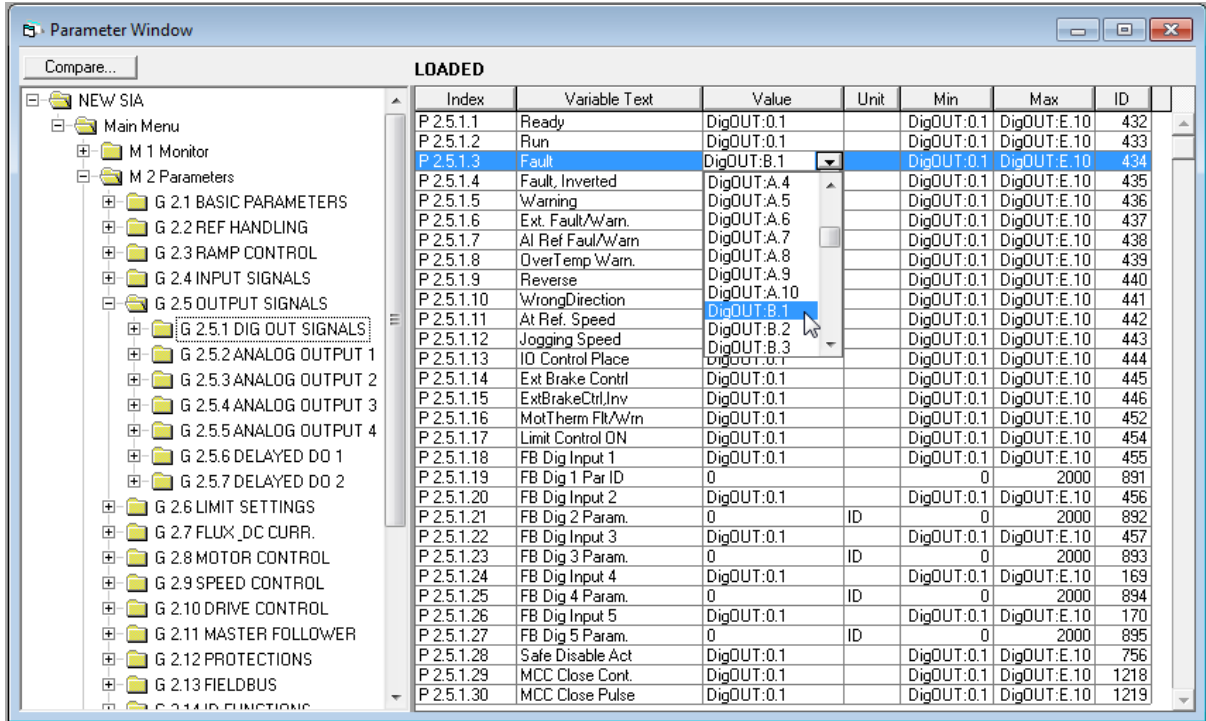 Parameter Window
Compare...
LOADED
NEW SIA
Main Menu
M 1 Monitor
M 2 Parameters
G 2.1 BASIC PARAMETERS
G 2.2 REF HANDLING
G 2.3 RAMP CONTROL
G 2.4 INPUT SIGNALS
G 2.5 OUTPUT SIGNALS
G 2.5.1 DIG OUT SIGNALS
G 2.5.2 ANALOG OUTPUT 1
G 2.5.3 ANALOG OUTPUT 2
G 2.5.4 ANALOG OUTPUT 3
G 2.5.5 ANALOG OUTPUT 4
G 2.5.6 DELAYED DO 1
G 2.5.7 DELAYED DO 2
G 2.6 LIMIT SETTINGS
G 2.7 FLUX_DC CURR.
G 2.8 MOTOR CONTROL
G 2.9 SPEED CONTROL
G 2.10 DRIVE CONTROL
G 2.11 MASTER FOLLOWER
G 2.12 PROTECTIONS
G 2.13 FIELDBUS
G 2.14 ID FUNCTIONS
Index Variable Text Value Unit Min Max ID
P 2.5.1.1 Ready DigOUT:0.1 DigOUT:0.1 DigOUT:E.10 432
P 2.5.1.2 Run DigOUT:0.1 DigOUT:0.1 DigOUT:E.10 433
P 2.5.1.3 Fault DigOUT:B.1 DigOUT:0.1 DigOUT:E.10 434
P 2.5.1.4 Fault, Inverted DigOUT:0.1 DigOUT:E.10 435
P 2.5.1.5 Warning DigOUT:0.1 DigOUT:E.10 436
P 2.5.1.6 Ext. Fault/Warn. DigOUT:0.1 DigOUT:E.10 437
P 2.5.1.7 AI Ref Faul/Warn DigOUT:0.1 DigOUT:E.10 438
P 2.5.1.8 OverTemp Warn. DigOUT:0.1 DigOUT:E.10 439
P 2.5.1.9 Reverse DigOUT:0.1 DigOUT:E.10 440
P 2.5.1.10 WrongDirection DigOUT:0.1 DigOUT:E.10 441
P 2.5.1.11 At Ref. Speed DigOUT:0.1 DigOUT:E.10 442
P 2.5.1.12 Jogging Speed DigOUT:0.1 DigOUT:E.10 443
P 2.5.1.13 IO Control Place DigOUT:0.1 DigOUT:0.1 DigOUT:E.10 444
P 2.5.1.14 Ext Brake Contrl DigOUT:0.1 DigOUT:0.1 DigOUT:E.10 445
P 2.5.1.15 ExtBrakeCtrl,Inv DigOUT:0.1 DigOUT:0.1 DigOUT:E.10 446
P 2.5.1.16 MotTherm Flt/Wrn DigOUT:0.1 DigOUT:0.1 DigOUT:E.10 452
P 2.5.1.17 Limit Control ON DigOUT:0.1 DigOUT:0.1 DigOUT:E.10 454
P 2.5.1.18 FB Dig Input 1 DigOUT:0.1 DigOUT:0.1 DigOUT:E.10 455
P 2.5.1.19 FB Dig 1 Par ID 0 0 2000 891
P 2.5.1.20 FB Dig Input 2 DigOUT:0.1 DigOUT:0.1 DigOUT:E.10 456
P 2.5.1.21 FB Dig 2 Param. 0 ID 0 2000 892
P 2.5.1.22 FB Dig Input 3 DigOUT:0.1 DigOUT:0.1 DigOUT:E.10 457
P 2.5.1.23 FB Dig 3 Param. 0 ID 0 2000 893
P 2.5.1.24 FB Dig Input 4 DigOUT:0.1 DigOUT:0.1 DigOUT:E.10 169
P 2.5.1.25 FB Dig 4 Param. 0 ID 0 2000 894
P 2.5.1.26 FB Dig Input 5 DigOUT:0.1 DigOUT:0.1 DigOUT:E.10 170
P 2.5.1.27 FB Dig 5 Param. 0 ID 0 2000 895
P 2.5.1.28 Safe Disable Act DigOUT:0.1 DigOUT:0.1 DigOUT:E.10 756
P 2.5.1.29 MCC Close Cont. DigOUT:0.1 DigOUT:0.1 DigOUT:E.10 1218
P 2.5.1.30 MCC Close Pulse DigOUT:0.1 DigOUT:0.1 DigOUT:E.10 1219
DigOUT:A.4
DigOUT:A.5
DigOUT:A.6
DigOUT:A.7
DigOUT:A.8
DigOUT:A.9
DigOUT:A.10
DigOUT:B.1
DigOUT:B.2
DigOUT:B.3